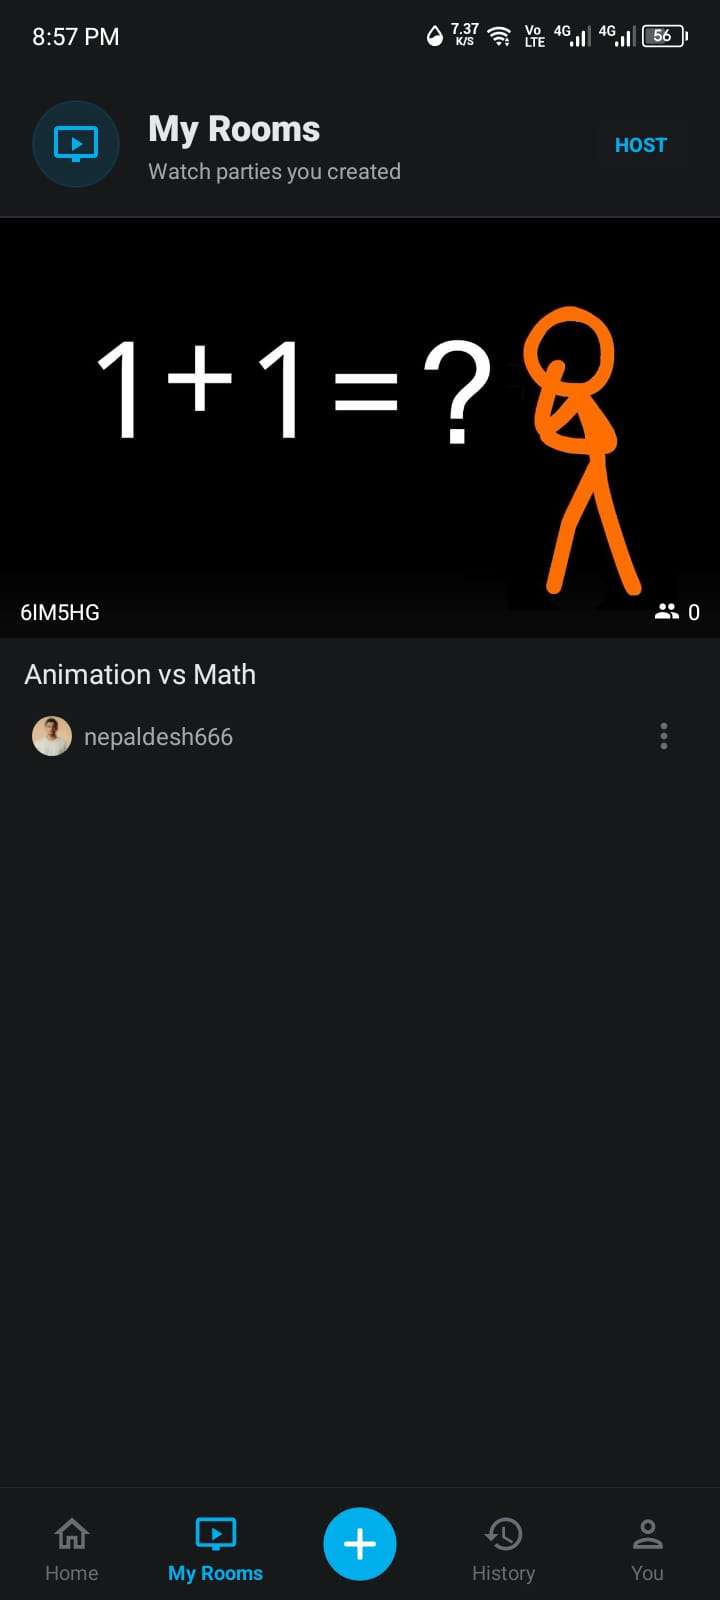 8:57 PM
7.37
K/S
Vo
LTE
4G
4G
56
My Rooms
Watch parties you created
HOST
1+1=?
6IM5HG
0
Animation vs Math
nepaldesh666
Home
My Rooms
History
You